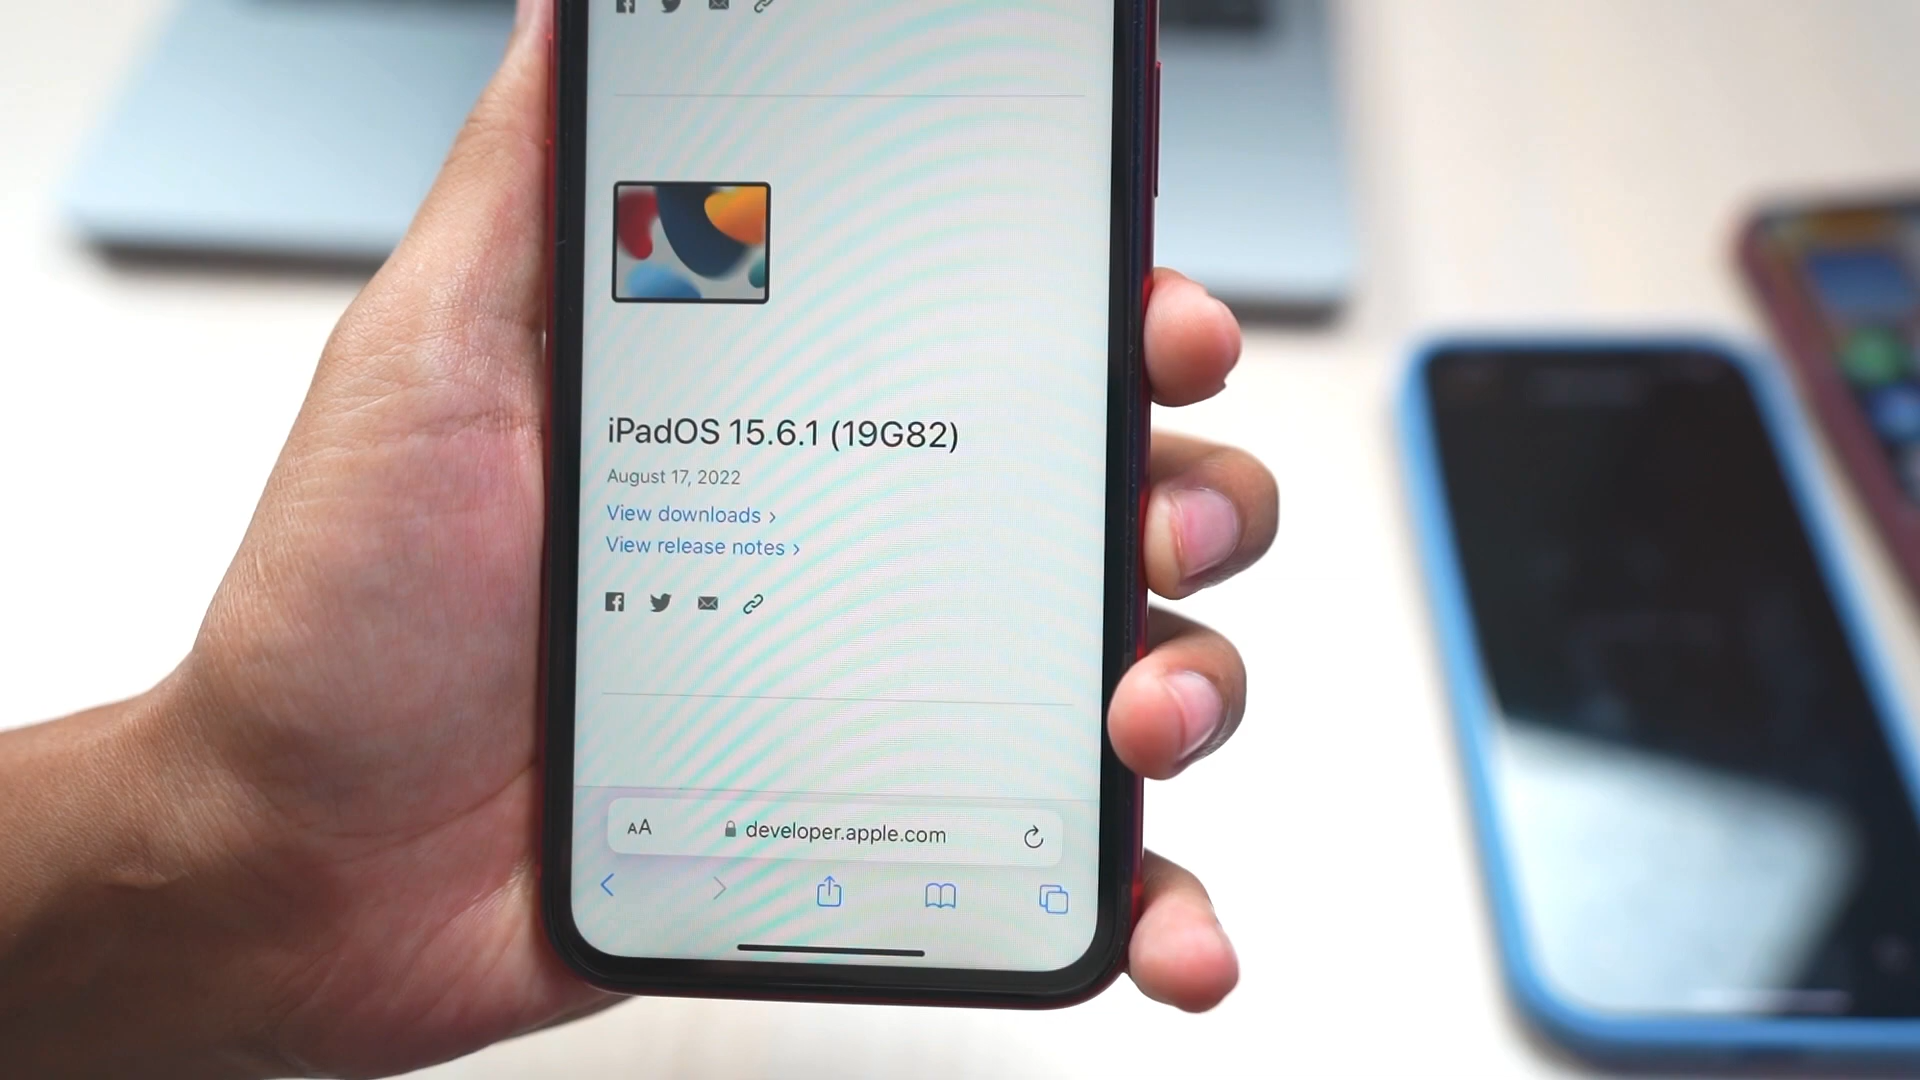 iPadOS 15.6.1 (19G82)
August 17, 2022
View downloads ›
View release notes ›
AA
developer.apple.com